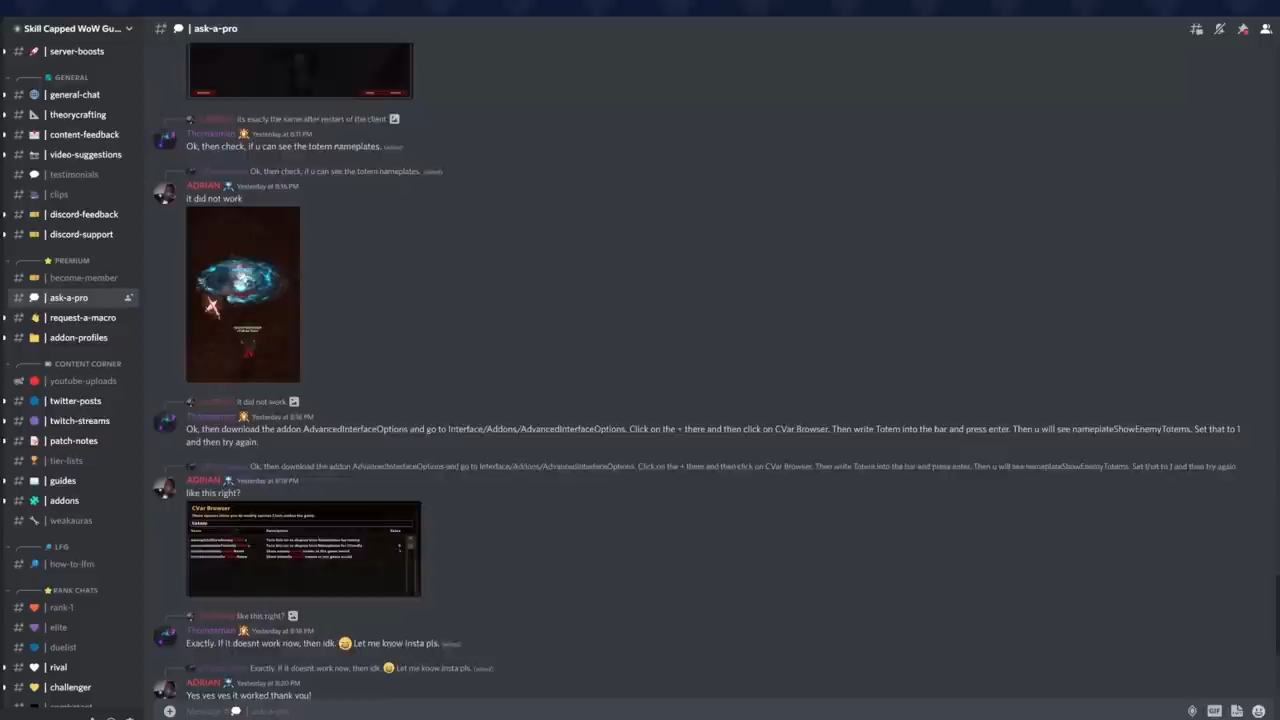 Skill Capped WoW Gu...
| ask-a-pro
| server-boosts
GENERAL
| general-chat
| theorycrafting
| content-feedback
| video-suggestions
| testimonials
| clips
| discord-feedback
| discord-support
PREMIUM
| become-member
| ask-a-pro
| request-a-macro
| addon-profiles
CONTENT CORNER
| youtube-uploads
| twitter-posts
| twitch-streams
| patch-notes
| tier-lists
| guides
| addons
| weakauras
LFG
| how-to-lfm
RANK CHATS
| rank-1
| elite
| duelist
| rival
| challenger
its exactly the same after restart of the client
Yesterday at 8:11 PM
Ok, then check, if u can see the totem nameplates. (edited)
Ok, then check, if u can see the totem nameplates. (edited)
ADRIAN Yesterday at 8:16 PM
it did not work
it did not work
Yesterday at 8:16 PM
Ok, then download the addon AdvancedInterfaceOptions and go to Interface/Addons/AdvancedInterfaceOptions. Click on the + there and then click on CVar Browser. Then write Totem into the bar and press enter. Then u will see nameplateShowEnemyTotems. Set that to 1
and then try again.
Ok, then download the addon AdvancedInterfaceOptions and go to Interface/Addons/AdvancedInterfaceOptions. Click on the + there and then click on CVar Browser. Then write Totem into the bar and press enter. Then u will see nameplateShowEnemyTotems. Set that to 1 and then try again
ADRIAN Yesterday at 8:18 PM
like this right?
CVar Browser
like this right?
Yesterday at 8:18 PM
Exactly. If it doesnt work now, then idk. Let me know insta pls. (edited)
Exactly. If it doesnt work now, then idk. Let me know insta pls. (edited)
ADRIAN Yesterday at 8:20 PM
Yes yes yes it worked thank you!
Message #
| ask-a-pro
GIF